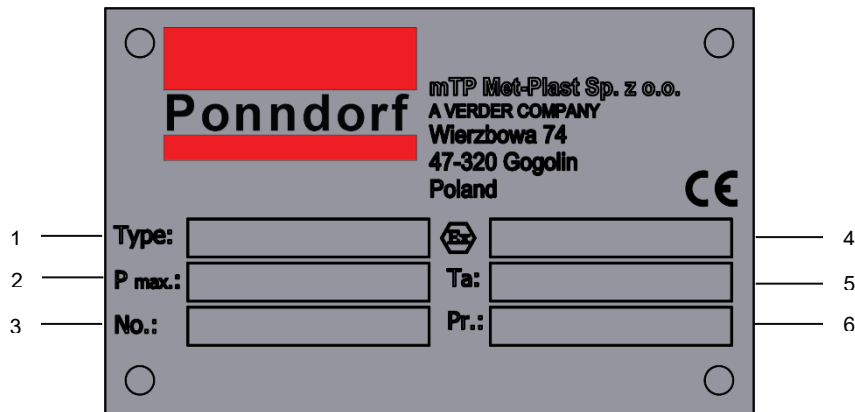 Ponndorf
mTP Met-Plast Sp. z o.o.
A VERDER COMPANY
Wierzbowa 74
47-320 Gogolin
Poland
CE
1 Type: Ex 4
2 P max.: Ta: 5
3 No.: Pr.: 6